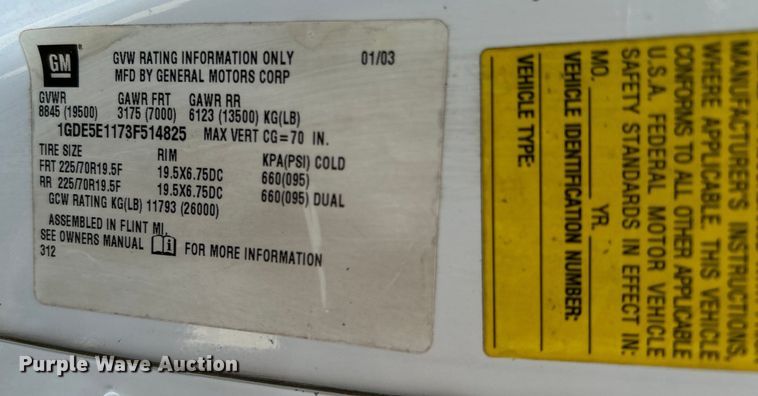 GM
GVW RATING INFORMATION ONLY 01/03
MFD BY GENERAL MOTORS CORP
GVWR GAWR FRT GAWR RR
8845 (19500) 3175 (7000) 6123 (13500) KG(LB)
1GDE5E1173F514825 MAX VERT CG=70 IN.
TIRE SIZE RIM KPA(PSI) COLD
FRT 225/70R19.5F 19.5X6.75DC 660(095)
RR 225/70R19.5F 19.5X6.75DC 660(095) DUAL
GCW RATING KG(LB) 11793 (26000)
ASSEMBLED IN FLINT MI,
SEE OWNERS MANUAL i FOR MORE INFORMATION
312
MANUFACTURER'S INSTRUCTIONS,
WHERE APPLICABLE. THIS VEHICLE
CONFORMS TO ALL OTHER APPLICABLE
U.S.A. FEDERAL MOTOR VEHICLE
SAFETY STANDARDS IN EFFECT IN:
MO. YR.
VEHICLE IDENTIFICATION NUMBER:
VEHICLE TYPE:
Purple Wave Auction